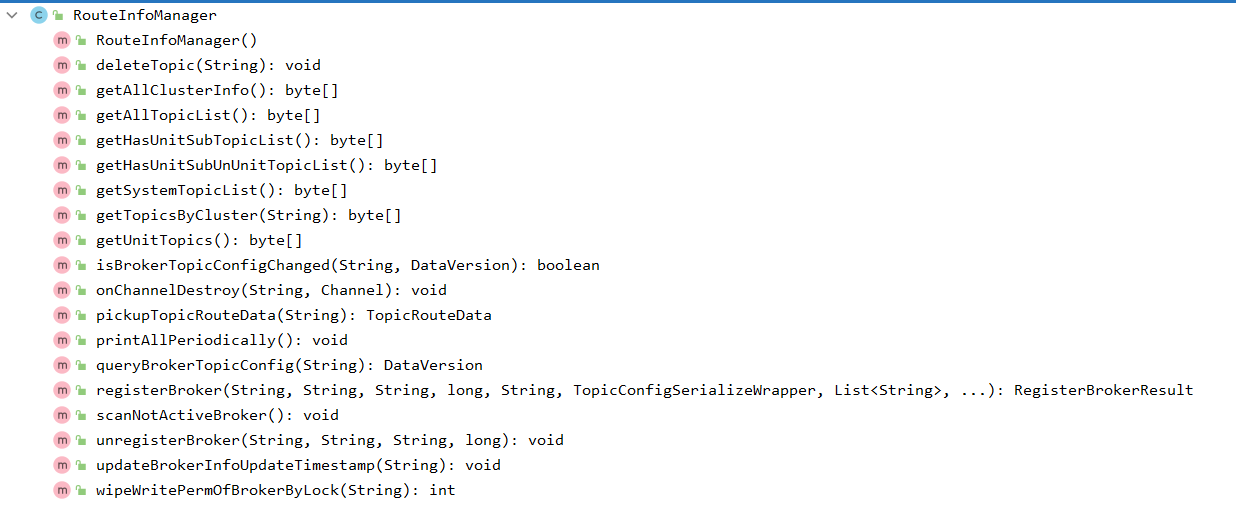 RouteInfoManager
RouteInfoManager()
deleteTopic(String): void
getAllClusterInfo(): byte[]
getAllTopicList(): byte[]
getHasUnitSubTopicList(): byte[]
getHasUnitSubUnUnitTopicList(): byte[]
getSystemTopicList(): byte[]
getTopicsByCluster(String): byte[]
getUnitTopics(): byte[]
isBrokerTopicConfigChanged(String, DataVersion): boolean
onChannelDestroy(String, Channel): void
pickupTopicRouteData(String): TopicRouteData
printAllPeriodically(): void
queryBrokerTopicConfig(String): DataVersion
registerBroker(String, String, String, long, String, TopicConfigSerializeWrapper, List<String>, ...): RegisterBrokerResult
scanNotActiveBroker(): void
unregisterBroker(String, String, String, long): void
updateBrokerInfoUpdateTimestamp(String): void
wipeWritePermOfBrokerByLock(String): int